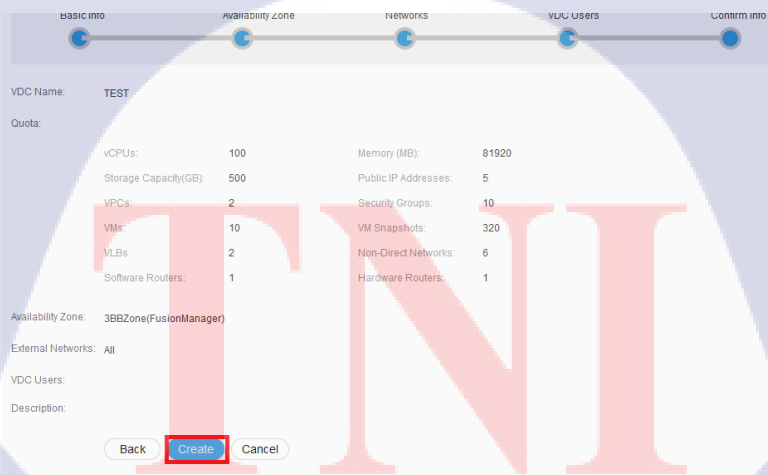 Basic Info Availability Zone Networks VDC Users Confirm Info
VDC Name: TEST
Quota:
vCPUs: 100 Memory (MB): 81920
Storage Capacity(GB): 500 Public IP Addresses: 5
VPCs: 2 Security Groups: 10
VMs: 10 VM Snapshots: 320
VLBs 2 Non-Direct Networks: 6
Software Routers: 1 Hardware Routers: 1
Availability Zone: 3BBZone(FusionManager)
External Networks: All
VDC Users:
Description:
Back Create Cancel
TNI